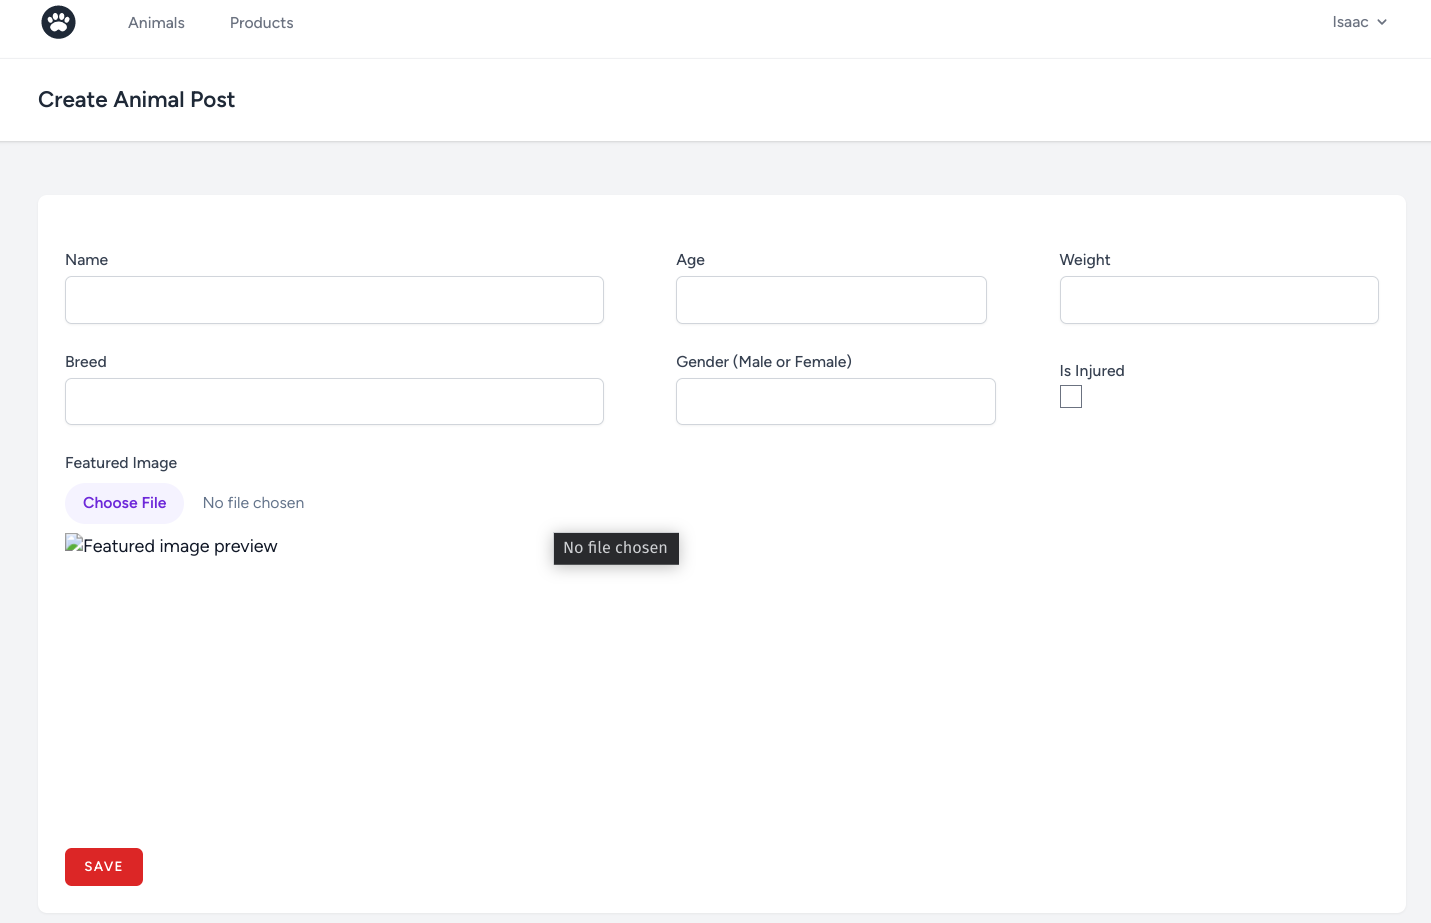 Animals Products Isaac
Create Animal Post
Name Age Weight
Breed Gender (Male or Female) Is Injured
Featured Image
Choose File No file chosen
Featured image preview No file chosen
SAVE